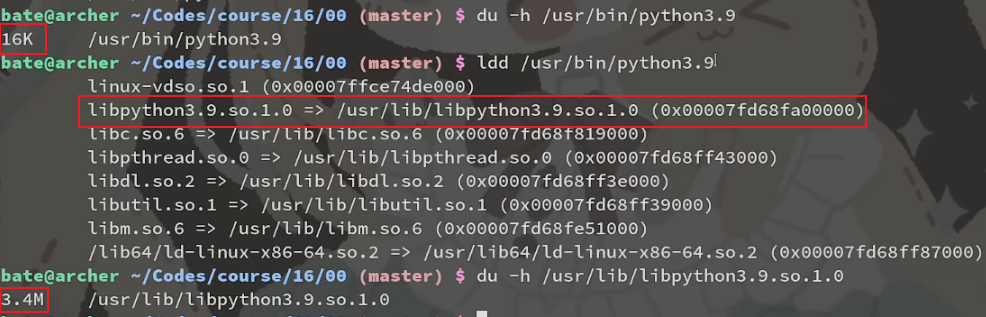 bate@archer ~/Codes/course/16/00 (master) $ du -h /usr/bin/python3.9
16K /usr/bin/python3.9
bate@archer ~/Codes/course/16/00 (master) $ ldd /usr/bin/python3.9
linux-vdso.so.1 (0x00007ffce74de000)
libpython3.9.so.1.0 => /usr/lib/libpython3.9.so.1.0 (0x00007fd68fa00000)
libc.so.6 => /usr/lib/libc.so.6 (0x00007fd68f819000)
libpthread.so.0 => /usr/lib/libpthread.so.0 (0x00007fd68ff43000)
libdl.so.2 => /usr/lib/libdl.so.2 (0x00007fd68ff3e000)
libutil.so.1 => /usr/lib/libutil.so.1 (0x00007fd68ff39000)
libm.so.6 => /usr/lib/libm.so.6 (0x00007fd68fe51000)
/lib64/ld-linux-x86-64.so.2 => /usr/lib64/ld-linux-x86-64.so.2 (0x00007fd68ff87000)
bate@archer ~/Codes/course/16/00 (master) $ du -h /usr/lib/libpython3.9.so.1.0
3.4M /usr/lib/libpython3.9.so.1.0